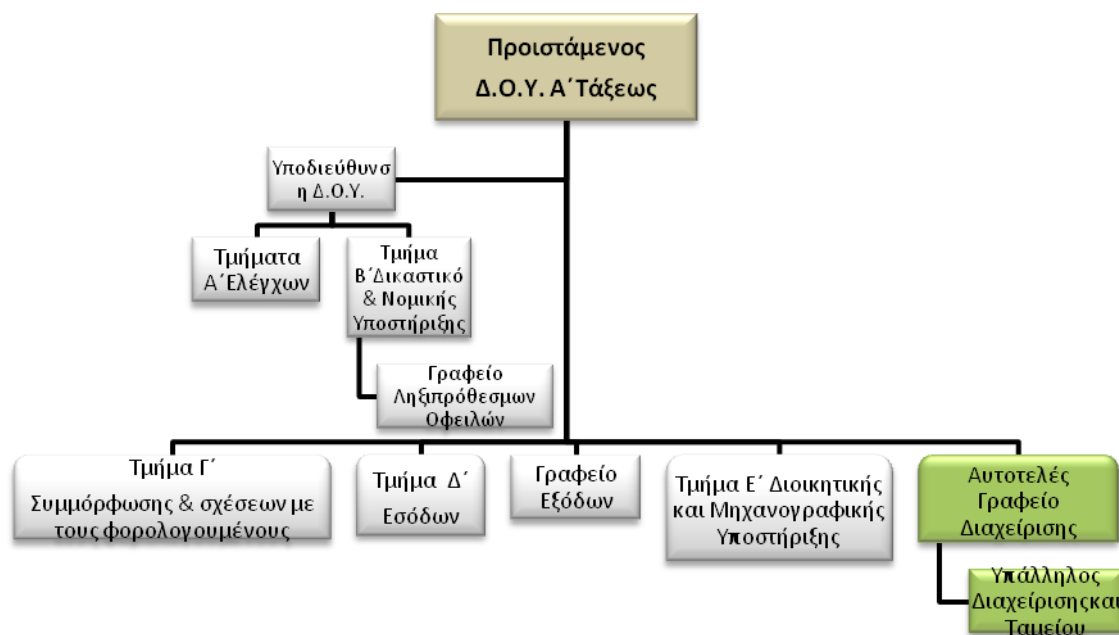 Προιστάμενος
Δ.Ο.Υ. Α΄Τάξεως
Υποδιεύθυνσ
η Δ.Ο.Υ.
Τμήματα
Α΄Ελέγχων
Τμήμα
Β΄Δικαστικό
& Νομικής
Υποστήριξης
Γραφείο
Ληξιπρόθεσμων
Οφειλών
Τμήμα Γ΄
Συμμόρφωσης & σχέσεων με
τους φορολογουμένους
Τμήμα Δ΄
Εσόδων
Γραφείο
Εξόδων
Τμήμα Ε΄ Διοικητικής
και Μηχανογραφικής
Υποστήριξης
Αυτοτελές
Γραφείο
Διαχείρισης
Υπάλληλος
Διαχείρισηςκαι
Ταμείου